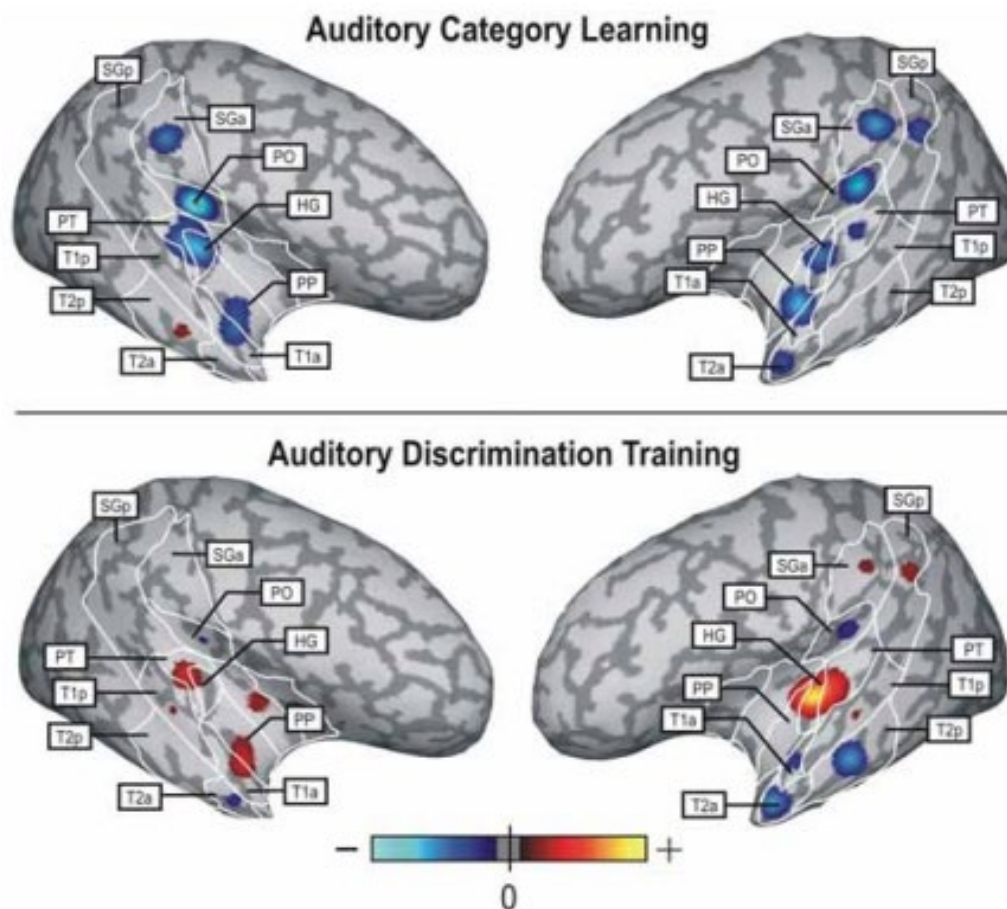 Auditory Category Learning
SGp
SGa
PO
HG
PT
T1p
PP
T2p
T2a
T1a
SGp
SGa
PO
HG
PT
PP
T1p
T1a
T2p
T2a
Auditory Discrimination Training
SGp
SGa
PO
HG
PT
T1p
PP
T2p
T2a
T1a
SGp
SGa
PO
HG
PT
PP
T1p
T1a
T2p
T2a
− +
0